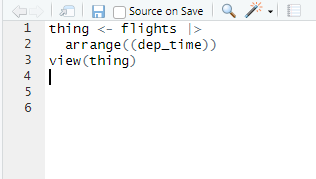 Source on Save
1 thing <- flights |>
2   arrange((dep_time))
3 view(thing)
4
5
6